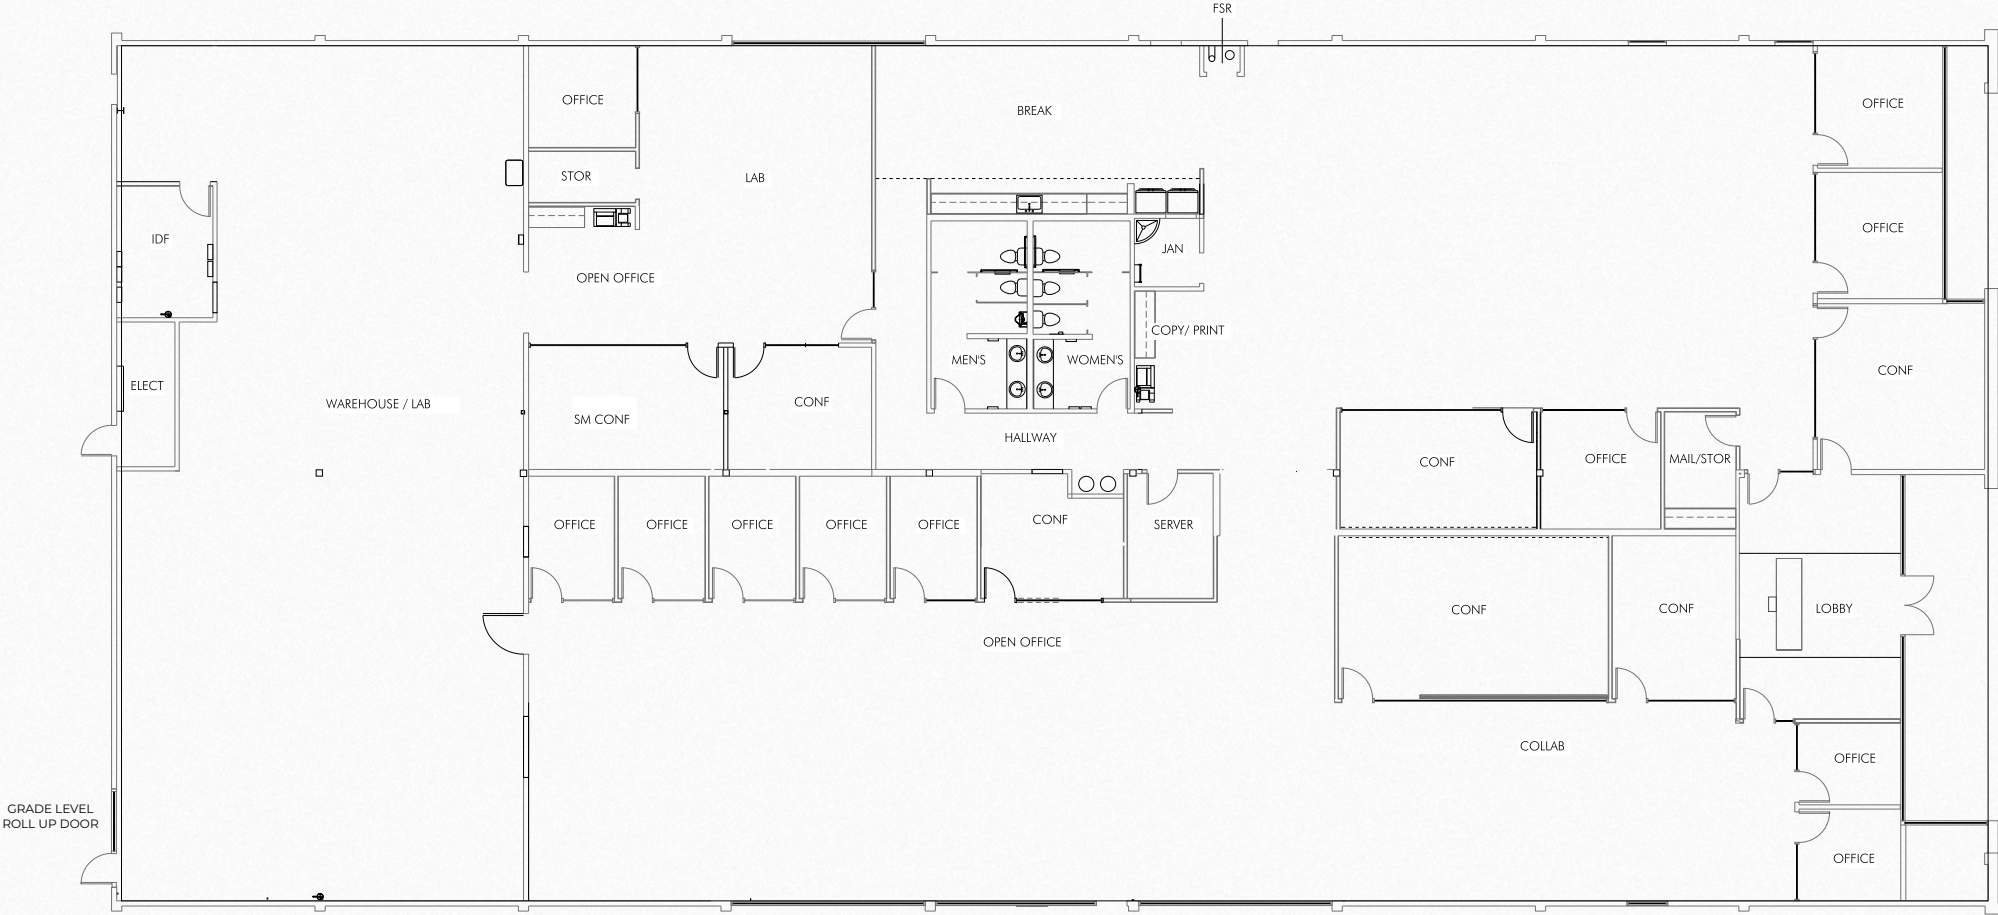 FSR
OFFICE
BREAK
OFFICE
STOR
LAB
OFFICE
IDF
JAN
OPEN OFFICE
COPY/ PRINT
MEN'S
WOMEN'S
CONF
ELECT
WAREHOUSE / LAB
SM CONF
CONF
HALLWAY
CONF
OFFICE
MAIL/STOR
OFFICE
OFFICE
OFFICE
OFFICE
OFFICE
CONF
SERVER
CONF
CONF
LOBBY
OPEN OFFICE
COLLAB
OFFICE
GRADE LEVEL
ROLL UP DOOR
OFFICE